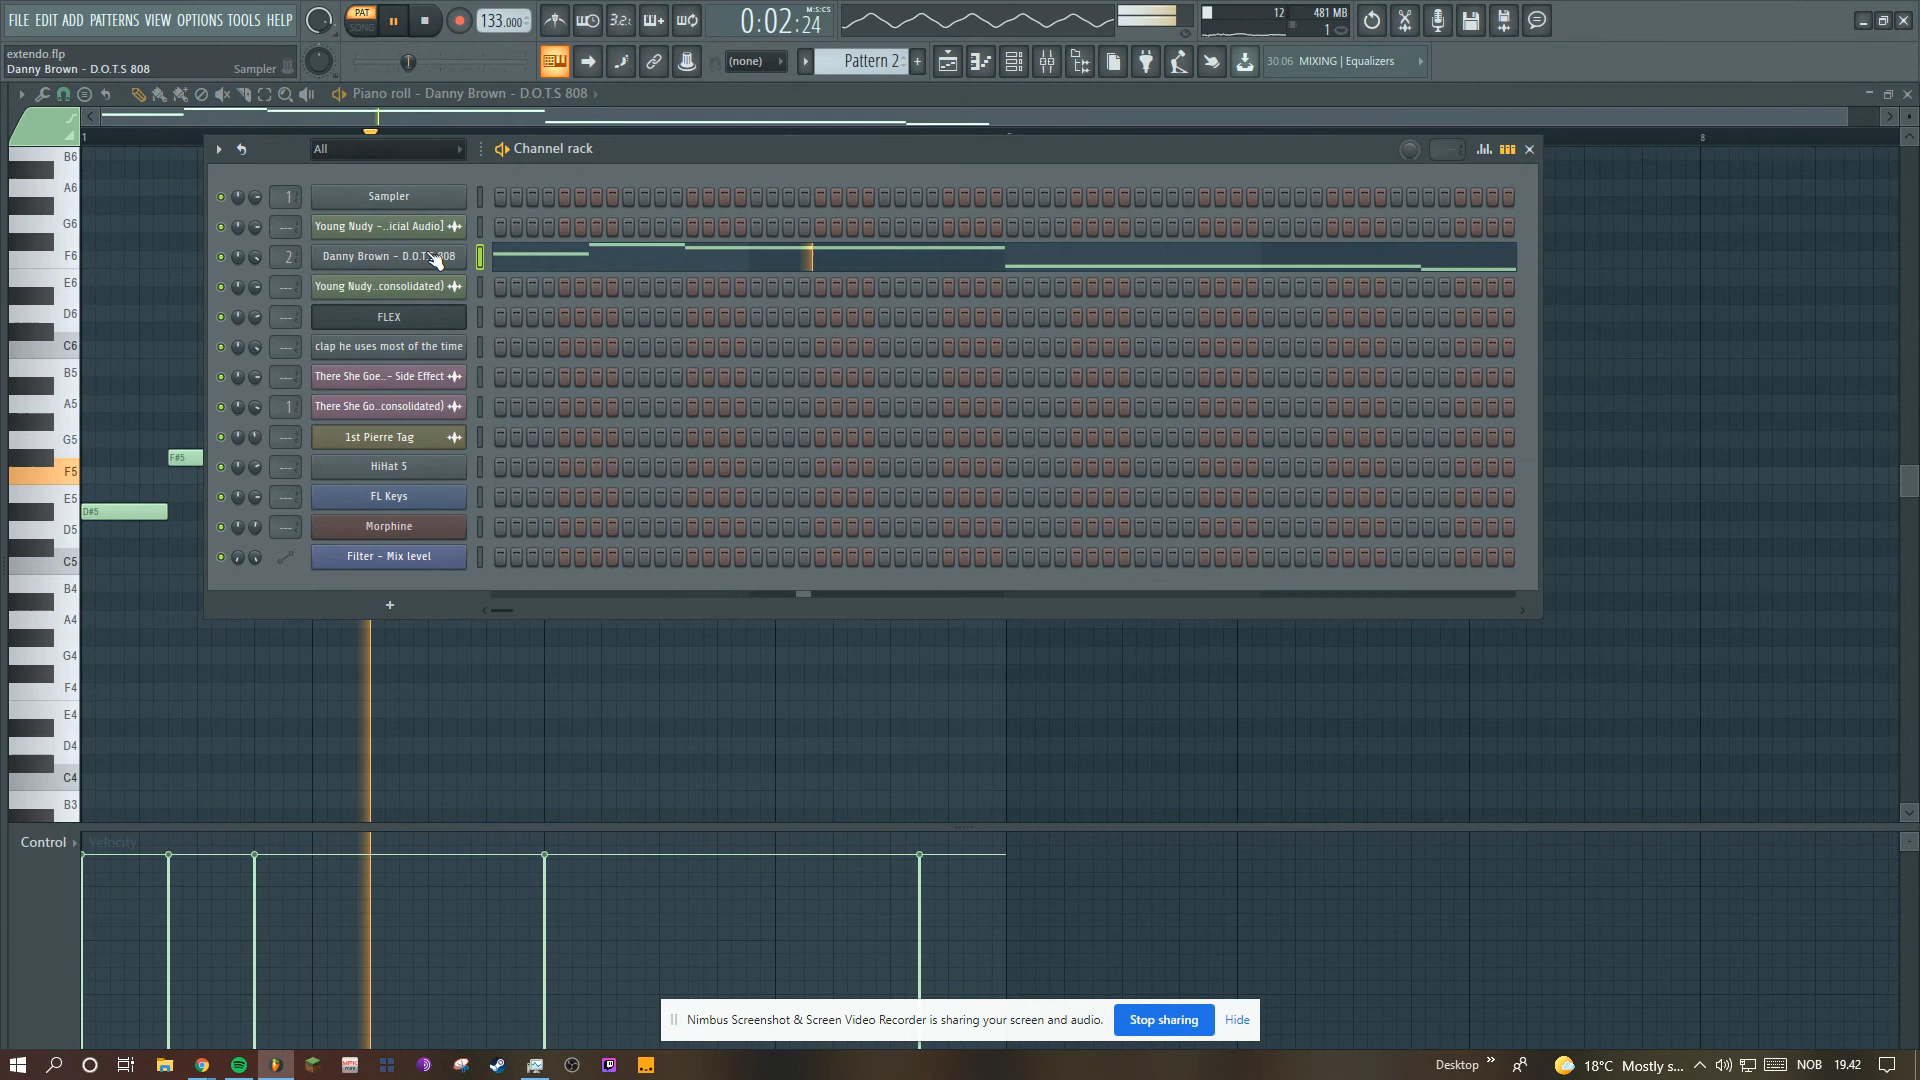 FILE EDIT ADD PATTERNS VIEW OPTIONS TOOLS HELP
PAT
SONG
133.000
3.2:
0:02:24
M:S:CS
12
481 MB
1
extendo.flp
Danny Brown - D.O.T.S 808
Sampler
(none)
Pattern 2
+
30.06 MIXING | Equalizers
Piano roll - Danny Brown - D.O.T.S 808
1
8
All
Channel rack
1
Sampler
---
Young Nudy -..icial Audio]
2
Danny Brown - D.O.T.S 808
---
Young Nudy..consolidated)
---
FLEX
---
clap he uses most of the time
---
There She Goe..- Side Effect
1
There She Go..consolidated)
---
1st Pierre Tag
---
HiHat 5
---
FL Keys
---
Morphine
Filter - Mix level
+
B6
A6
G6
F6
E6
D6
C6
B5
A5
G5
F5
E5
D5
C5
B4
A4
G4
F4
E4
D4
C4
B3
F#5
D#5
Control
Velocity
Nimbus Screenshot & Screen Video Recorder is sharing your screen and audio.
Stop sharing
Hide
Desktop
18°C Mostly s...
NOB
19.42